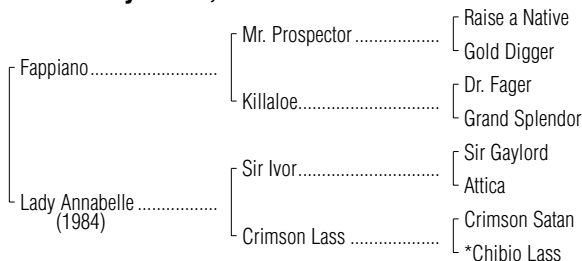 Raise a Native
Mr. Prospector ....................
Gold Digger
Fappiano..............................
Dr. Fager
Killaloe.................................
Grand Splendor
Sir Gaylord
Sir Ivor.................................
Attica
Lady Annabelle ...................
(1984)
Crimson Satan
Crimson Lass .....................
*Chibio Lass